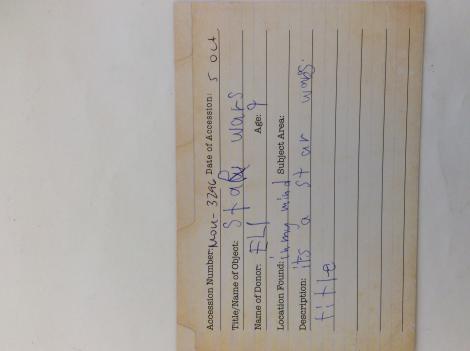 Accession Number: MOU-3296 Date of Accession: 5 Oct
Title/Name of Object: Star wars
Name of Donor: ELI Age: 9
Location Found: in my mind Subject Area:
Description: its a star wars
title